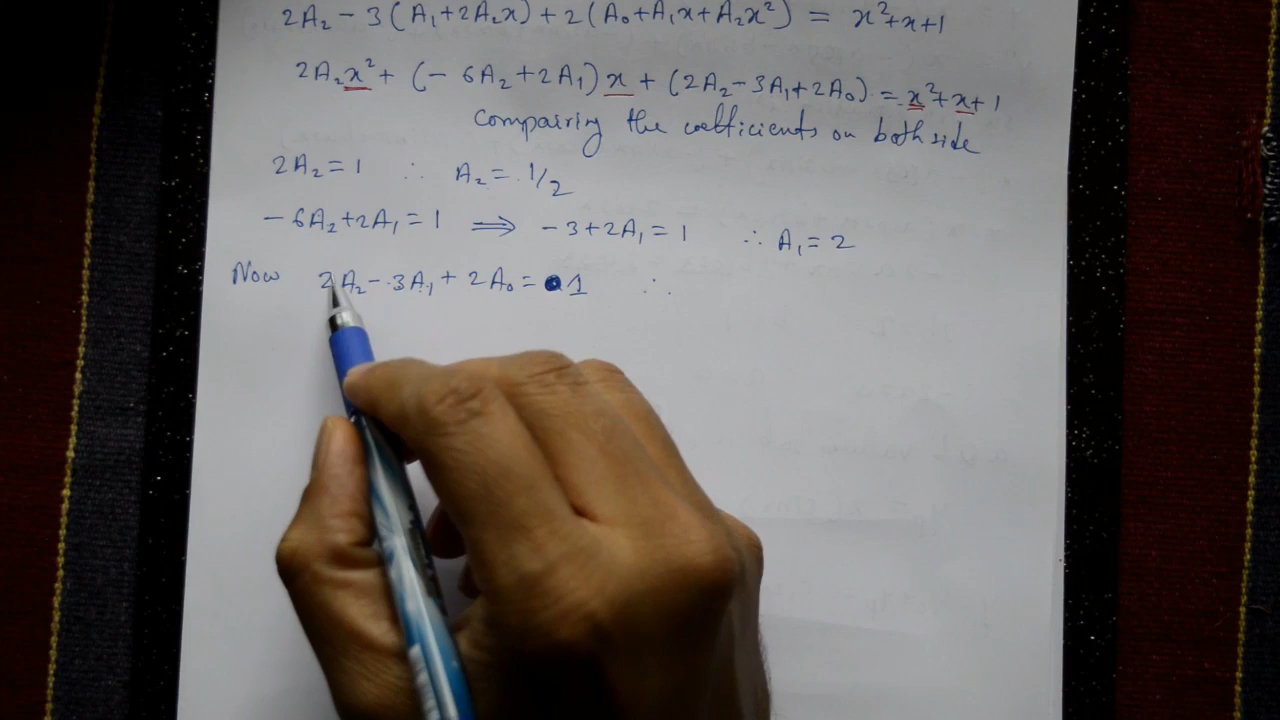 2A₂ − 3(A₁+2A₂x) + 2(A₀+A₁x+A₂x²) = x²+x+1
2A₂x² + (−6A₂+2A₁)x + (2A₂−3A₁+2A₀) = x²+x+1
Comparing the coefficients on both side
2A₂ = 1 ∴ A₂ = 1/2
−6A₂+2A₁ = 1 ⟹ −3+2A₁ = 1 ∴ A₁ = 2
Now 2A₂ − 3A₁ + 2A₀ = 1 ∴